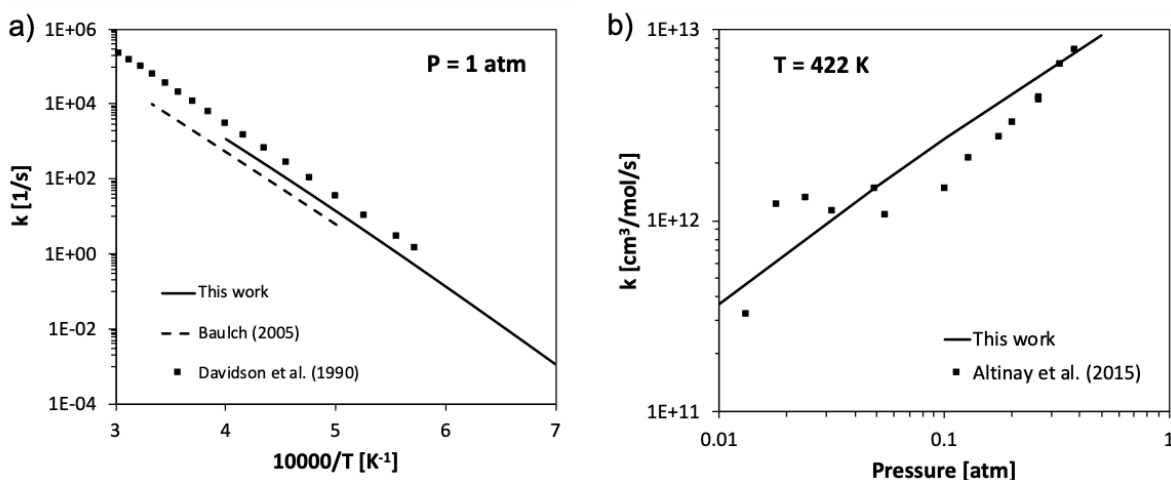 a)
1E+06
1E+04
1E+02
1E+00
1E-02
1E-04
k [1/s]
P = 1 atm
This work
Baulch (2005)
Davidson et al. (1990)
3 4 5 6 7
10000/T [K⁻¹]
b)
1E+13
1E+12
1E+11
k [cm³/mol/s]
T = 422 K
This work
Altinay et al. (2015)
0.01 0.1 1
Pressure [atm]